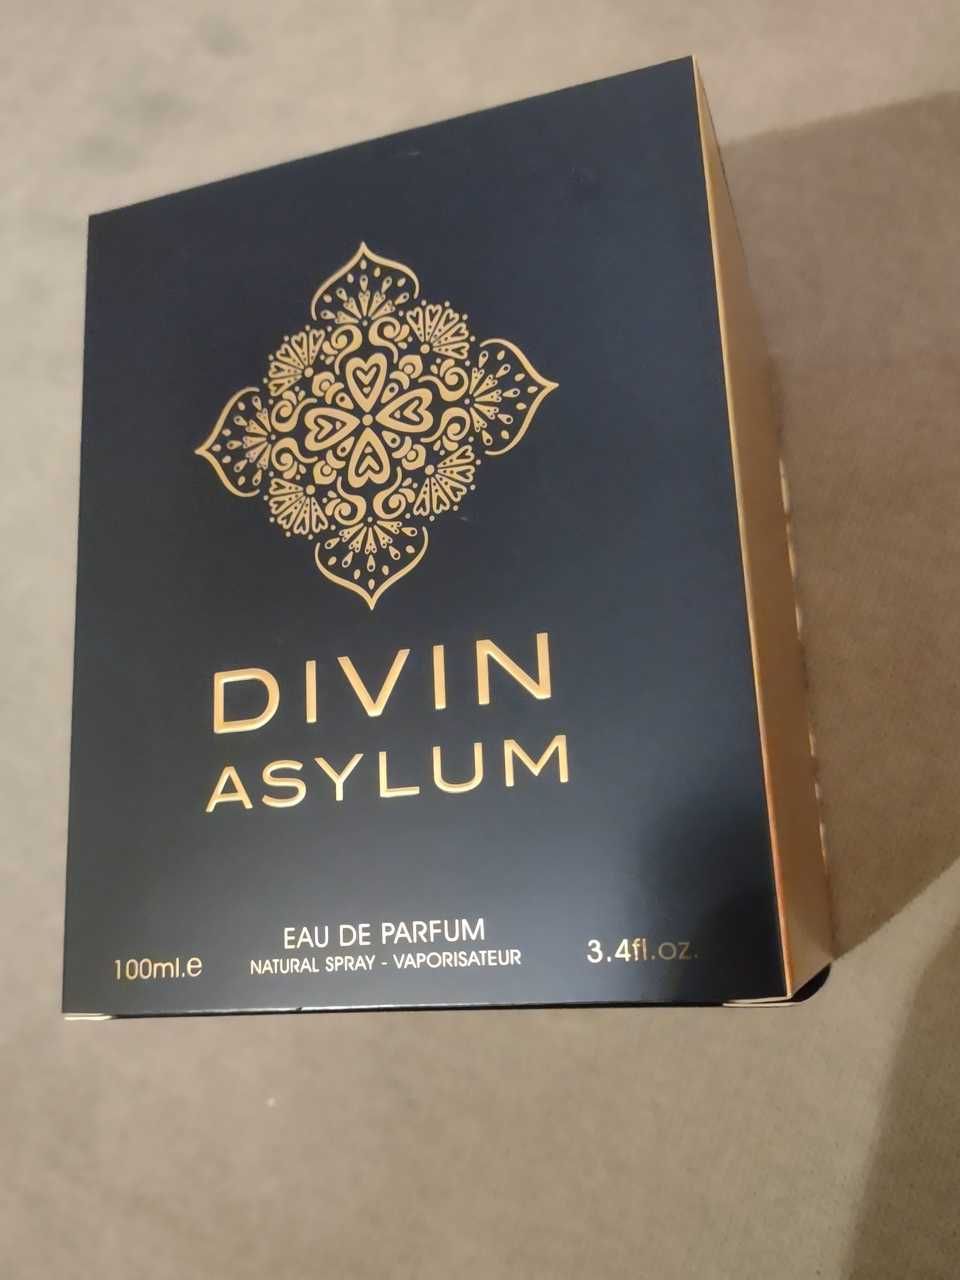 DIVIN
ASYLUM
EAU DE PARFUM
100ml.e NATURAL SPRAY - VAPORISATEUR 3.4fl.oz.